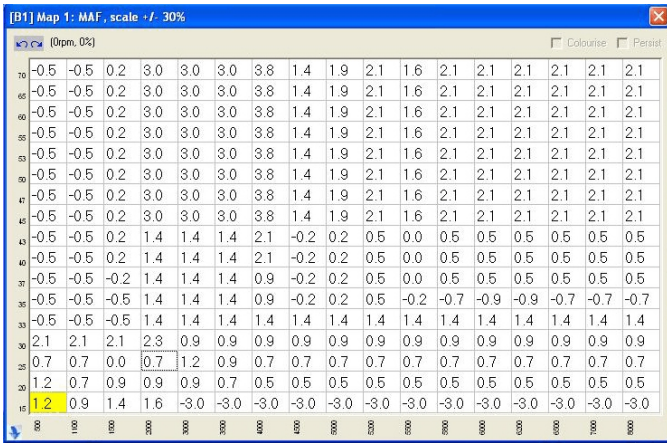 [B1] Map 1: MAF, scale +/- 30%
(0rpm, 0%) Colourise Persist
70 -0.5 -0.5 0.2 3.0 3.0 3.0 3.8 1.4 1.9 2.1 1.6 2.1 2.1 2.1 2.1 2.1 2.1
65 -0.5 -0.5 0.2 3.0 3.0 3.0 3.8 1.4 1.9 2.1 1.6 2.1 2.1 2.1 2.1 2.1 2.1
60 -0.5 -0.5 0.2 3.0 3.0 3.0 3.8 1.4 1.9 2.1 1.6 2.1 2.1 2.1 2.1 2.1 2.1
55 -0.5 -0.5 0.2 3.0 3.0 3.0 3.8 1.4 1.9 2.1 1.6 2.1 2.1 2.1 2.1 2.1 2.1
53 -0.5 -0.5 0.2 3.0 3.0 3.0 3.8 1.4 1.9 2.1 1.6 2.1 2.1 2.1 2.1 2.1 2.1
50 -0.5 -0.5 0.2 3.0 3.0 3.0 3.8 1.4 1.9 2.1 1.6 2.1 2.1 2.1 2.1 2.1 2.1
47 -0.5 -0.5 0.2 3.0 3.0 3.0 3.8 1.4 1.9 2.1 1.6 2.1 2.1 2.1 2.1 2.1 2.1
45 -0.5 -0.5 0.2 3.0 3.0 3.0 3.8 1.4 1.9 2.1 1.6 2.1 2.1 2.1 2.1 2.1 2.1
43 -0.5 -0.5 0.2 1.4 1.4 1.4 2.1 -0.2 0.2 0.5 0.0 0.5 0.5 0.5 0.5 0.5 0.5
40 -0.5 -0.5 0.2 1.4 1.4 1.4 2.1 -0.2 0.2 0.5 0.0 0.5 0.5 0.5 0.5 0.5 0.5
37 -0.5 -0.5 -0.2 1.4 1.4 1.4 0.9 -0.2 0.2 0.5 0.0 0.5 0.5 0.5 0.5 0.5 0.5
35 -0.5 -0.5 -0.5 1.4 1.4 1.4 0.9 -0.2 0.2 0.5 -0.2 -0.7 -0.9 -0.9 -0.7 -0.7 -0.7
33 -0.5 -0.5 -0.5 1.4 1.4 1.4 1.4 1.4 1.4 1.4 1.4 1.4 1.4 1.4 1.4 1.4 1.4
30 2.1 2.1 2.1 2.3 0.9 0.9 0.9 0.9 0.9 0.9 0.9 0.9 0.9 0.9 0.9 0.9 0.9
25 0.7 0.7 0.0 0.7 1.2 0.9 0.7 0.7 0.7 0.7 0.7 0.7 0.7 0.7 0.7 0.7 0.7
20 1.2 0.7 0.9 0.9 0.9 0.7 0.5 0.5 0.5 0.5 0.5 0.5 0.5 0.5 0.5 0.5 0.5
15 1.2 0.9 1.4 1.6 -3.0 -3.0 -3.0 -3.0 -3.0 -3.0 -3.0 -3.0 -3.0 -3.0 -3.0 -3.0 -3.0